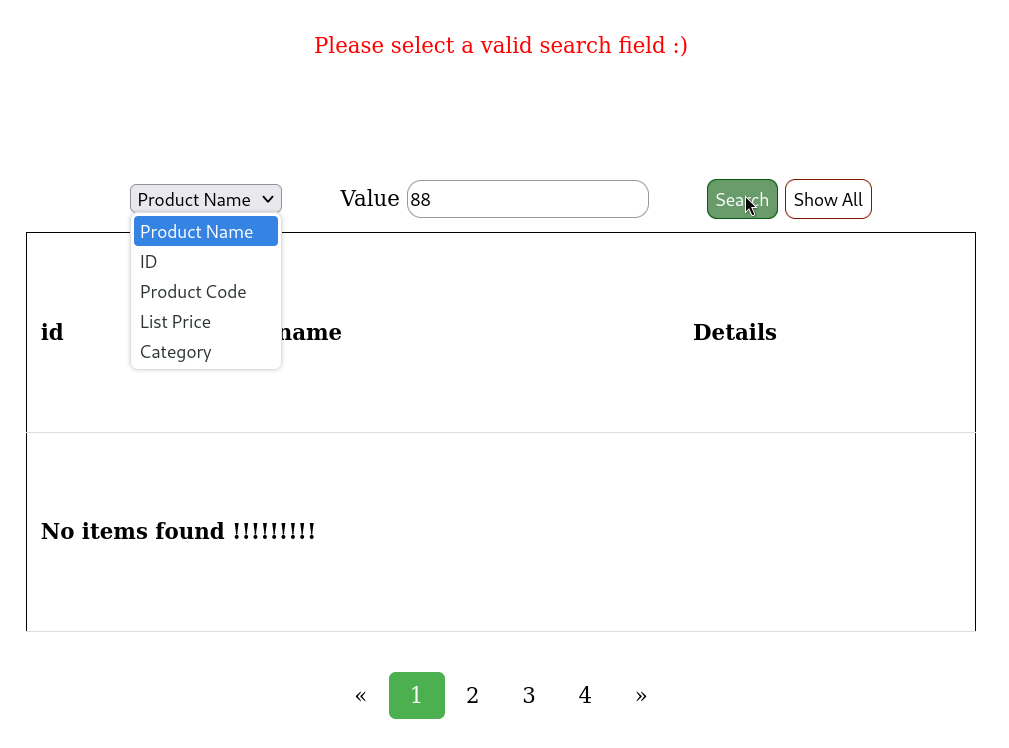 Please select a valid search field :)
Product Name Value 88 Search Show All
Product Name
ID
Product Code
List Price
Category
id name Details
No items found !!!!!!!!!
« 1 2 3 4 »